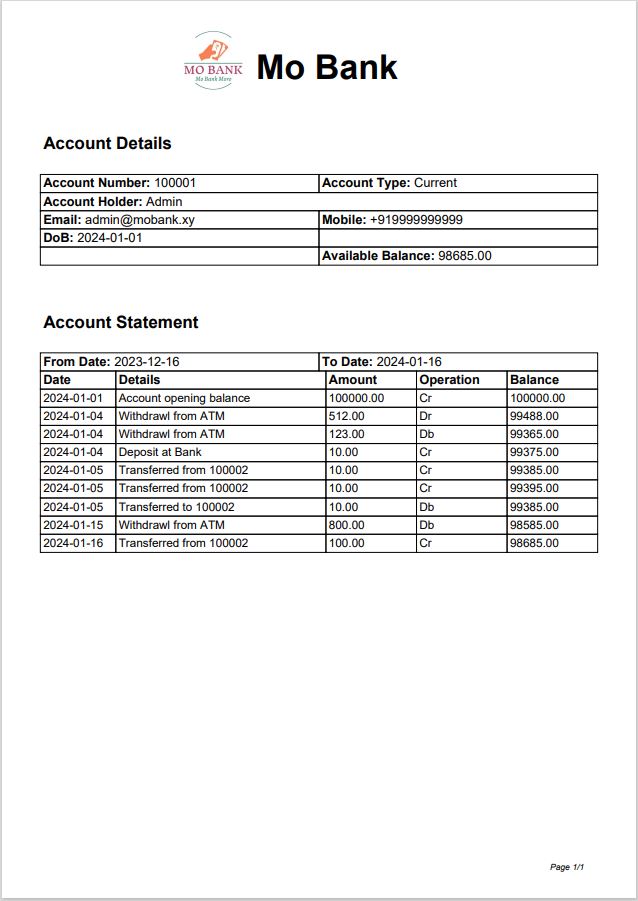 MO BANK
Mo Bank More
Mo Bank
Account Details
Account Number: 100001 Account Type: Current
Account Holder: Admin
Email: admin@mobank.xy Mobile: +919999999999
DoB: 2024-01-01
Available Balance: 98685.00
Account Statement
From Date: 2023-12-16 To Date: 2024-01-16
Date Details Amount Operation Balance
2024-01-01 Account opening balance 100000.00 Cr 100000.00
2024-01-04 Withdrawl from ATM 512.00 Dr 99488.00
2024-01-04 Withdrawl from ATM 123.00 Db 99365.00
2024-01-04 Deposit at Bank 10.00 Cr 99375.00
2024-01-05 Transferred from 100002 10.00 Cr 99385.00
2024-01-05 Transferred from 100002 10.00 Cr 99395.00
2024-01-05 Transferred to 100002 10.00 Db 99385.00
2024-01-15 Withdrawl from ATM 800.00 Db 98585.00
2024-01-16 Transferred from 100002 100.00 Cr 98685.00
Page 1/1